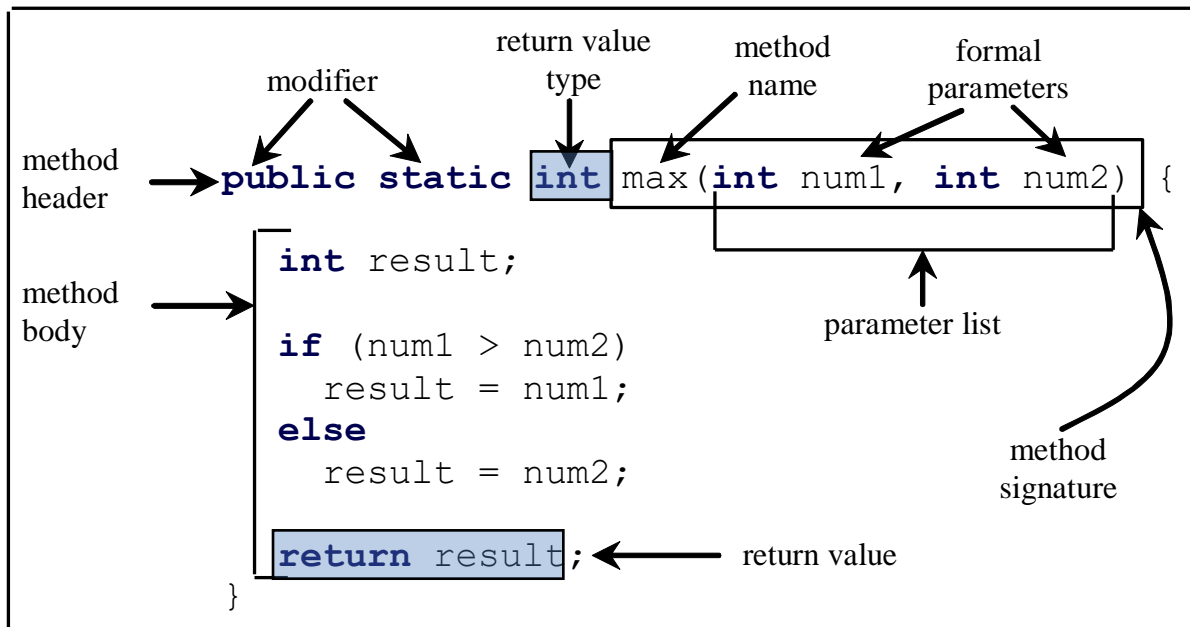 return value
type
method
name
formal
parameters
modifier
method
header
public static int max(int num1, int num2) {
int result;
method
body
parameter list
if (num1 > num2)
result = num1;
else
result = num2;
method
signature
return result;
return value
}